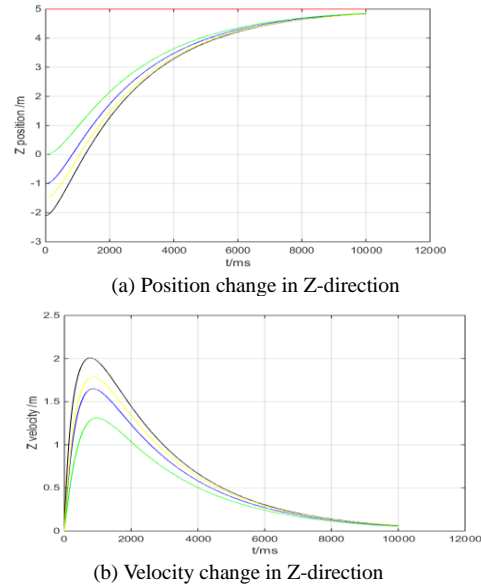 5
4
3
2
1
0
-1
-2
-3
Z position /m
0 2000 4000 6000 8000 10000 12000
t/ms
(a) Position change in Z-direction
2.5
2
1.5
1
0.5
0
Z velocity /m
0 2000 4000 6000 8000 10000 12000
t/ms
(b) Velocity change in Z-direction